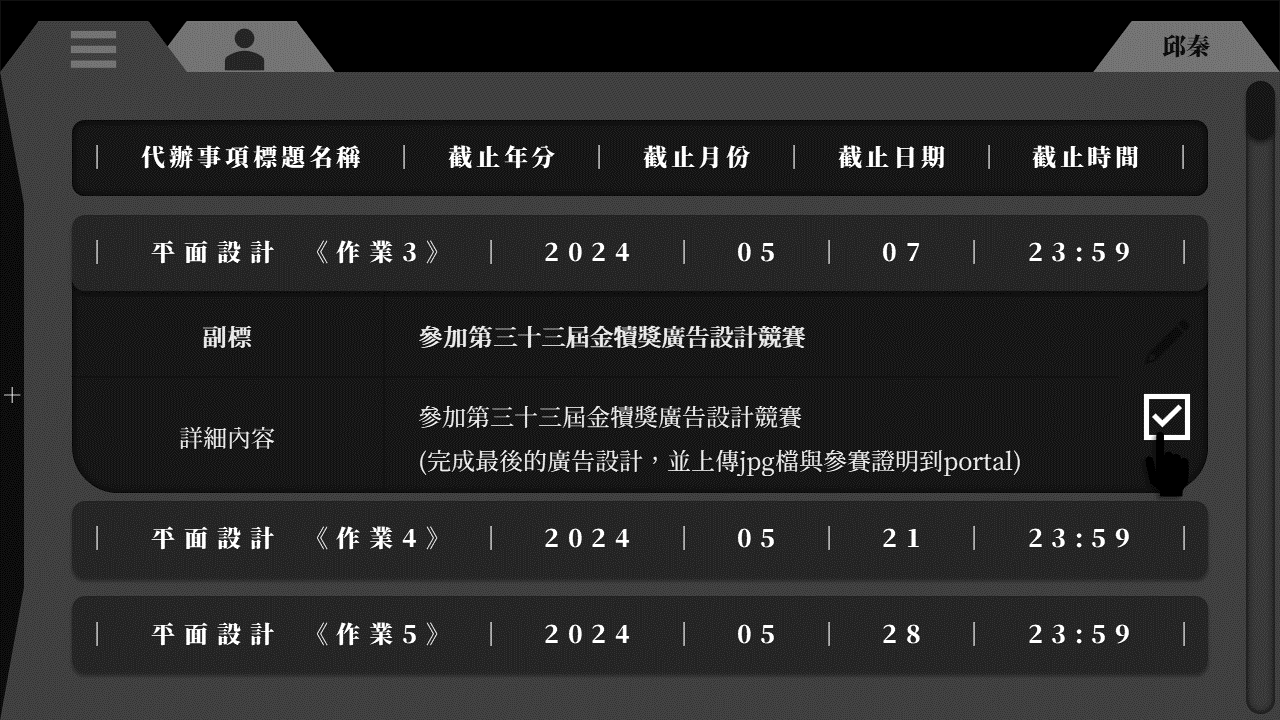 邱秦
| 代辦事項標題名稱 | 截止年分 | 截止月份 | 截止日期 | 截止時間 |
| 平面設計 《作業3》 | 2024 | 05 | 07 | 23:59 |
副標 參加第三十三屆金犢獎廣告設計競賽
詳細內容 參加第三十三屆金犢獎廣告設計競賽
(完成最後的廣告設計，並上傳jpg檔與參賽證明到portal)
| 平面設計 《作業4》 | 2024 | 05 | 21 | 23:59 |
| 平面設計 《作業5》 | 2024 | 05 | 28 | 23:59 |